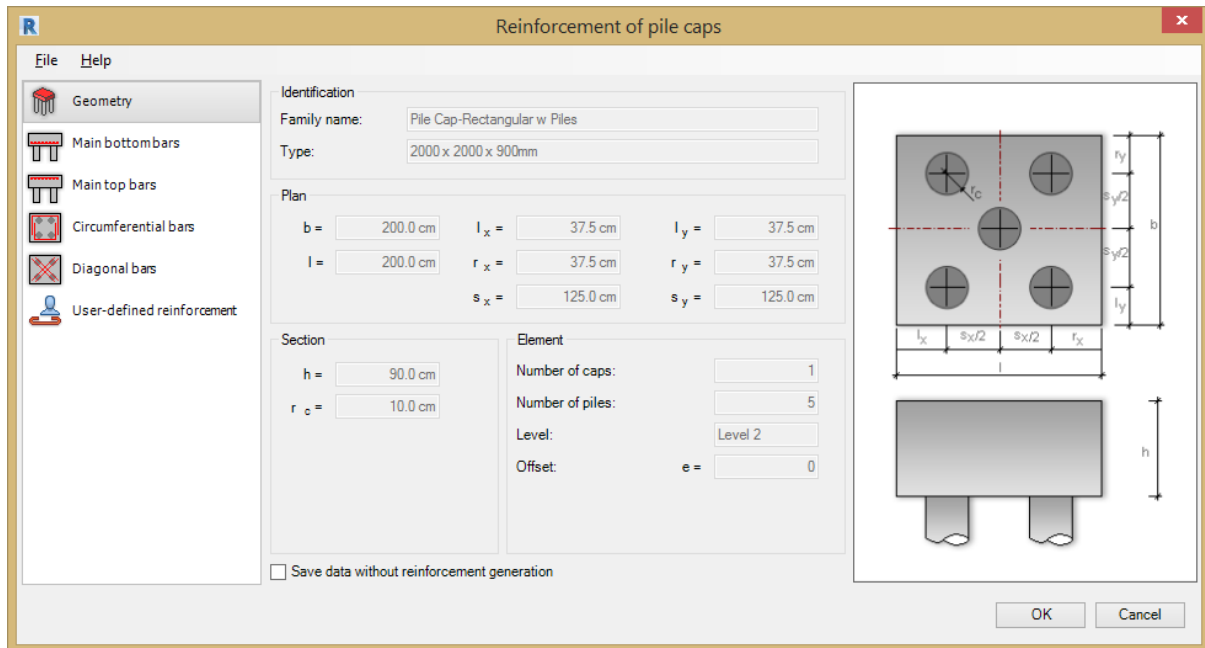 R
Reinforcement of pile caps
x
File Help
Geometry
Main bottom bars
Main top bars
Circumferential bars
Diagonal bars
User-defined reinforcement
Identification
Family name: Pile Cap-Rectangular w Piles
Type: 2000 x 2000 x 900mm
Plan
b = 200.0 cm l x = 37.5 cm l y = 37.5 cm
l = 200.0 cm r x = 37.5 cm r y = 37.5 cm
s x = 125.0 cm s y = 125.0 cm
Section
h = 90.0 cm
r c = 10.0 cm
Element
Number of caps: 1
Number of piles: 5
Level: Level 2
Offset: e = 0
Save data without reinforcement generation
ry
rc
sy/2
b
sy/2
ly
lx sx/2 sx/2 rx
l
h
OK Cancel